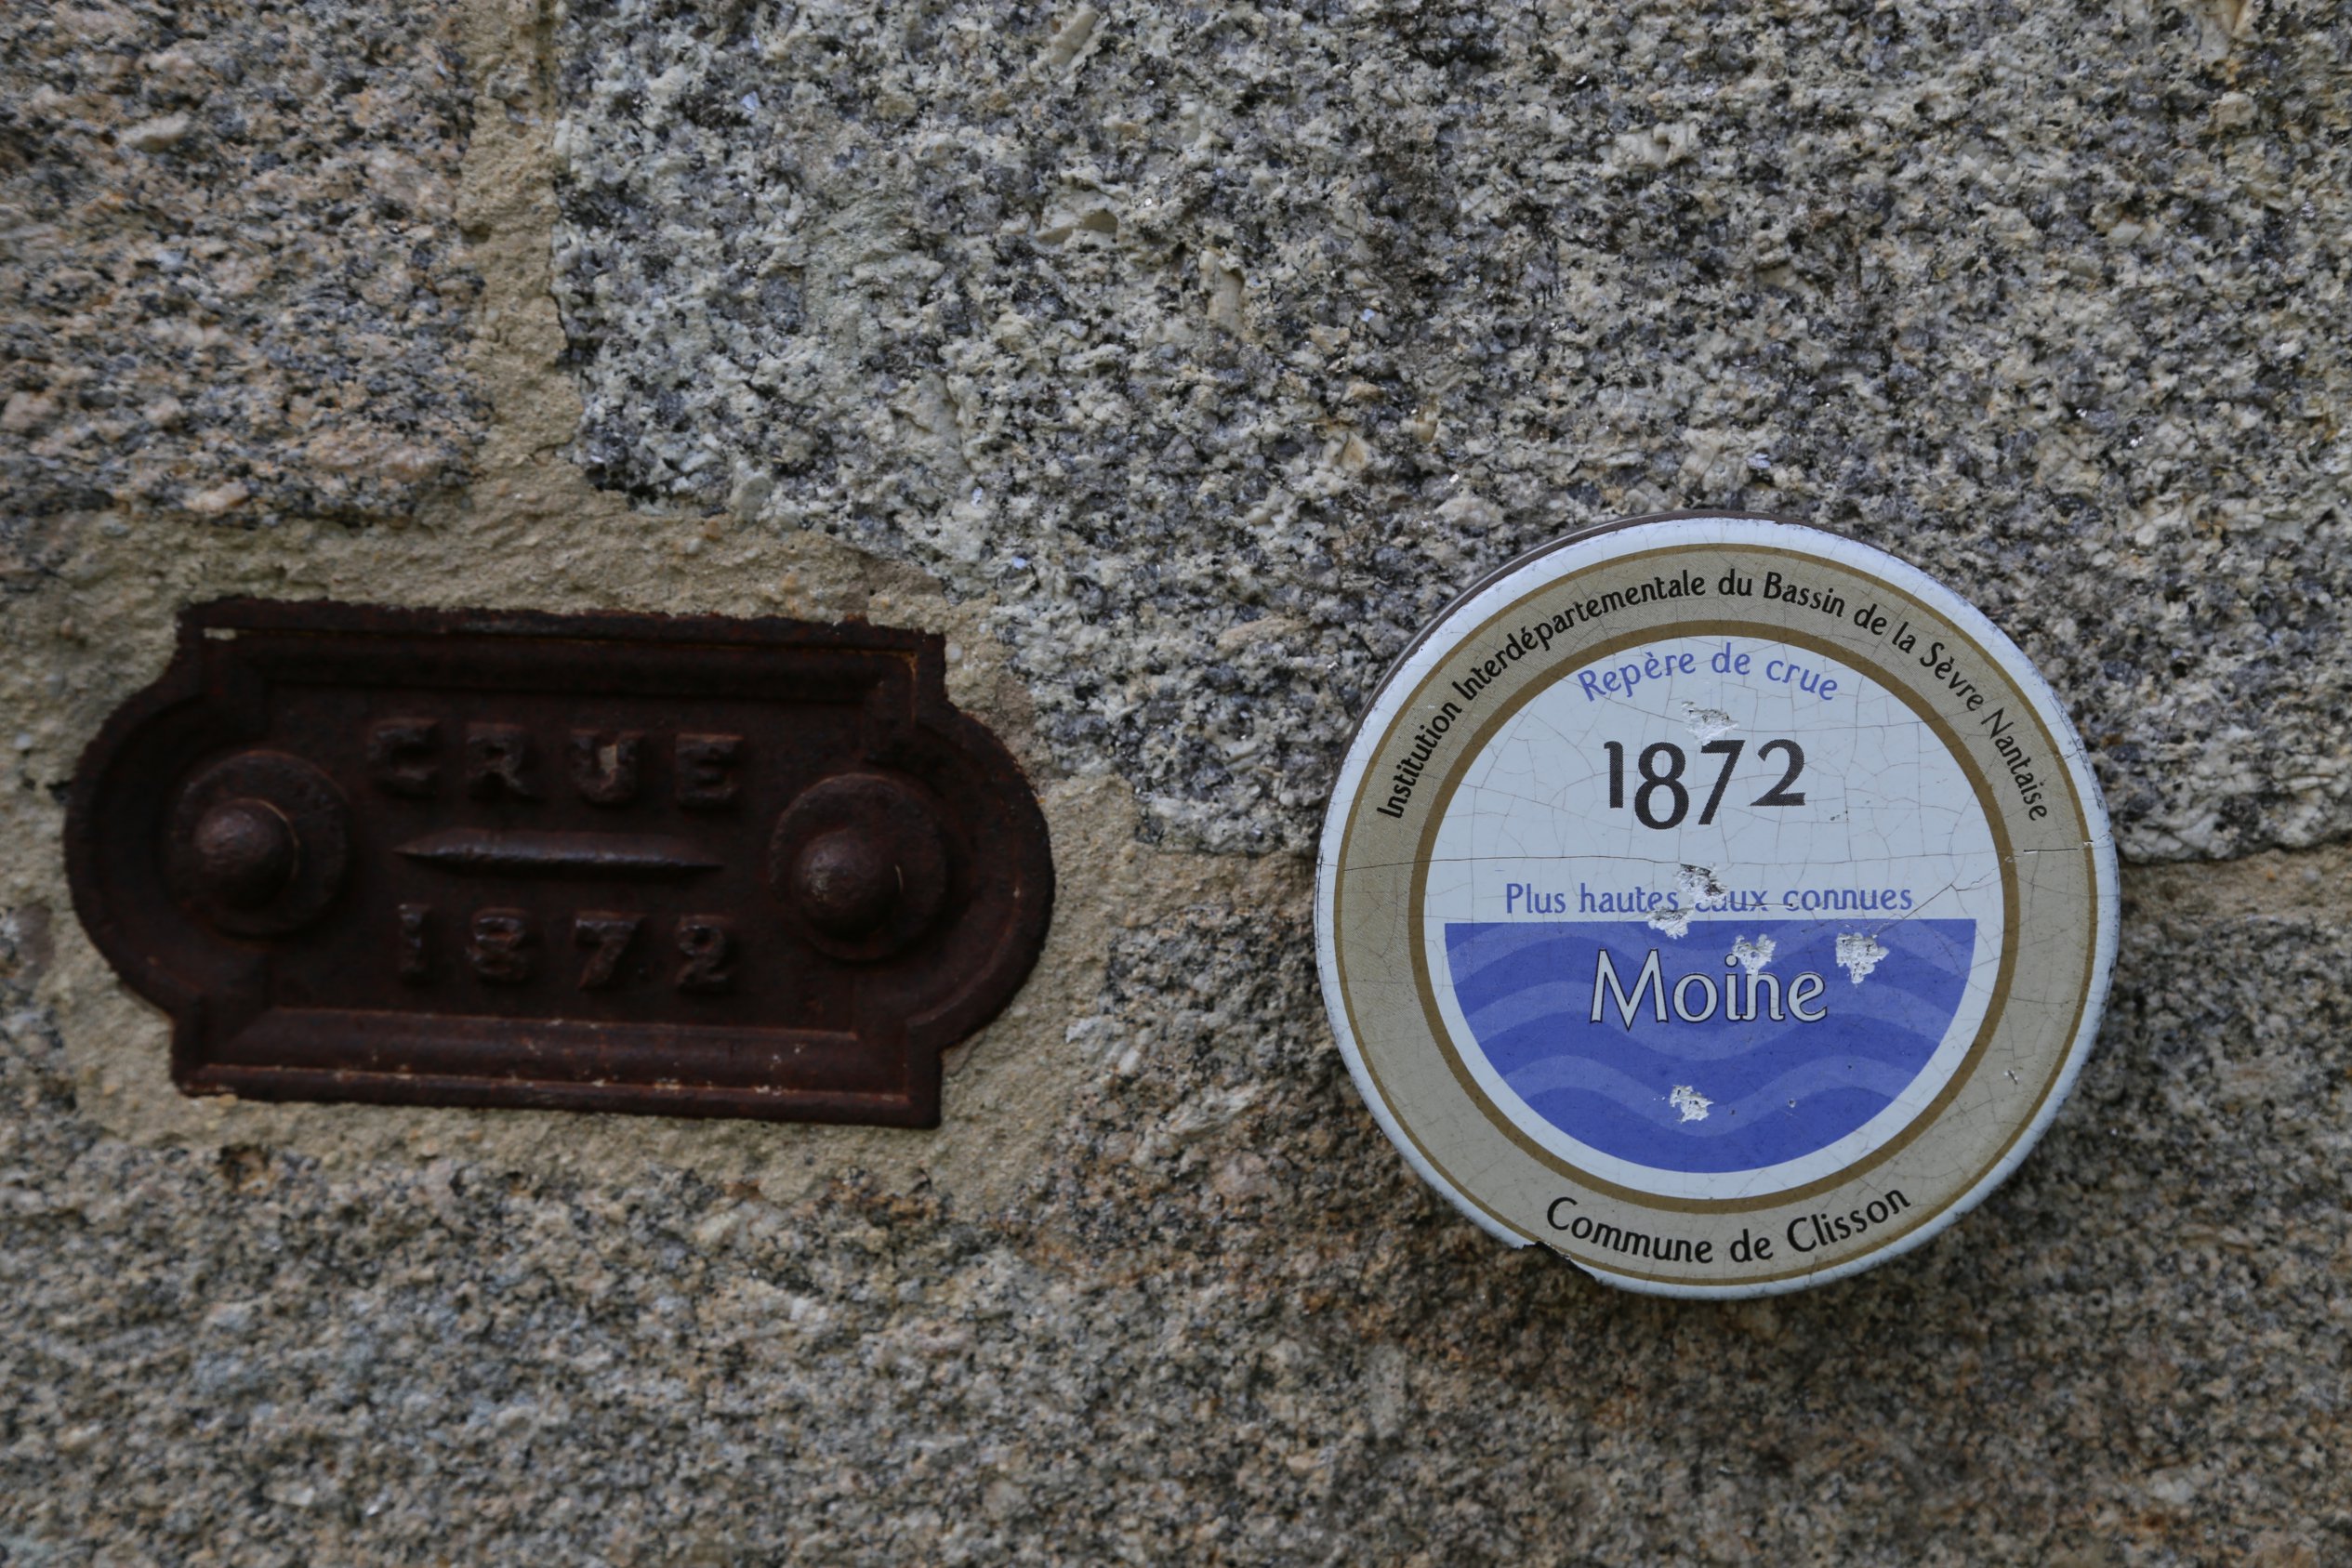 CRUE
1872
Institution Interdépartementale du Bassin de la Sèvre Nantaise
Repère de crue
1872
Plus hautes eaux connues
Moine
Commune de Clisson